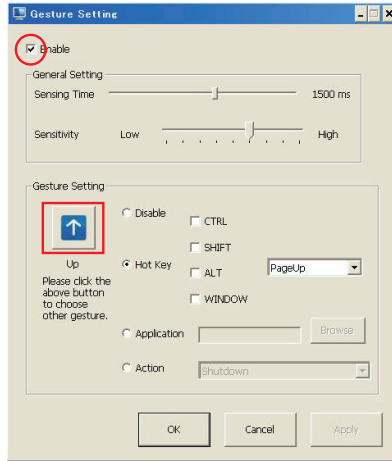 Gesture Setting
Enable
General Setting
Sensing Time 1500 ms
Sensitivity Low High
Gesture Setting
Disable
CTRL
SHIFT
Up
Hot Key
ALT
PageUp
WINDOW
Please click the
above button
to choose
other gesture.
Application
Browse
Action
Shutdown
OK
Cancel
Apply